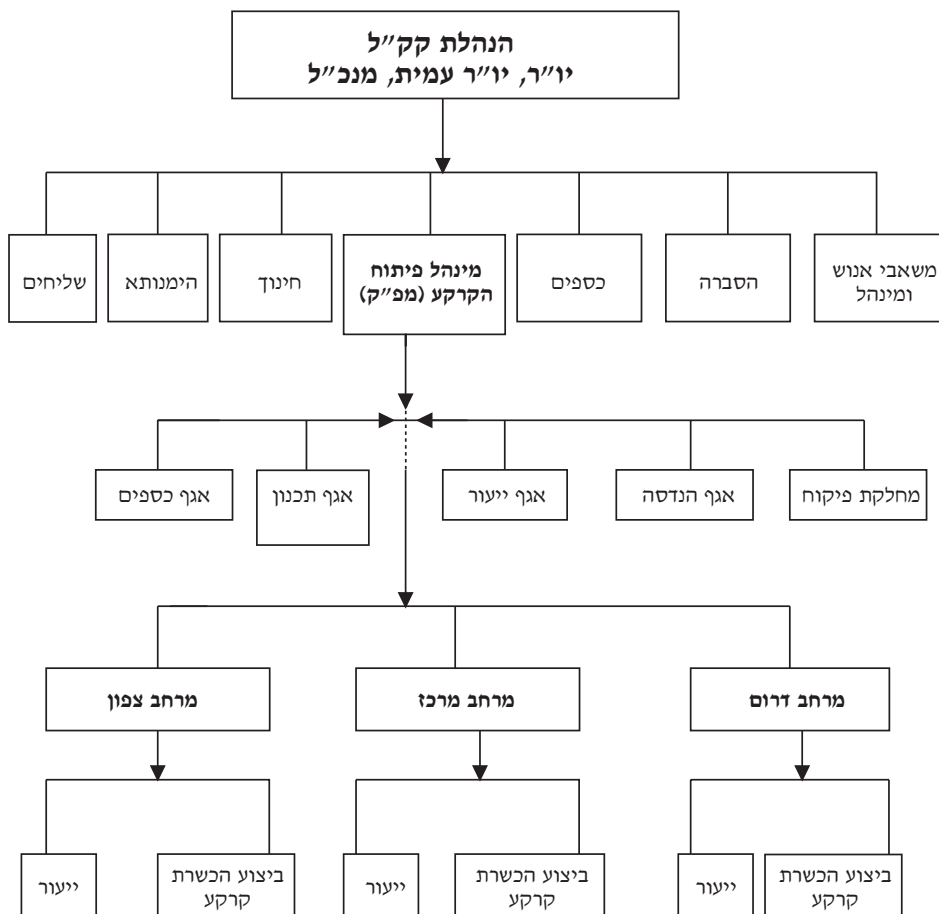 הנהלת קק״ל
יו״ר, יו״ר עמית, מנכ״ל
משאבי אנוש
ומינהל
הסברה
כספים
מינהל פיתוח
הקרקע (מפ״ק)
חינוך
הימנותא
שליחים
מחלקת פיקוח
אגף הנדסה
אגף ייעור
אגף תכנון
אגף כספים
מרחב דרום
מרחב מרכז
מרחב צפון
ביצוע הכשרת
קרקע
ייעור
ביצוע הכשרת
קרקע
ייעור
ביצוע הכשרת
קרקע
ייעור